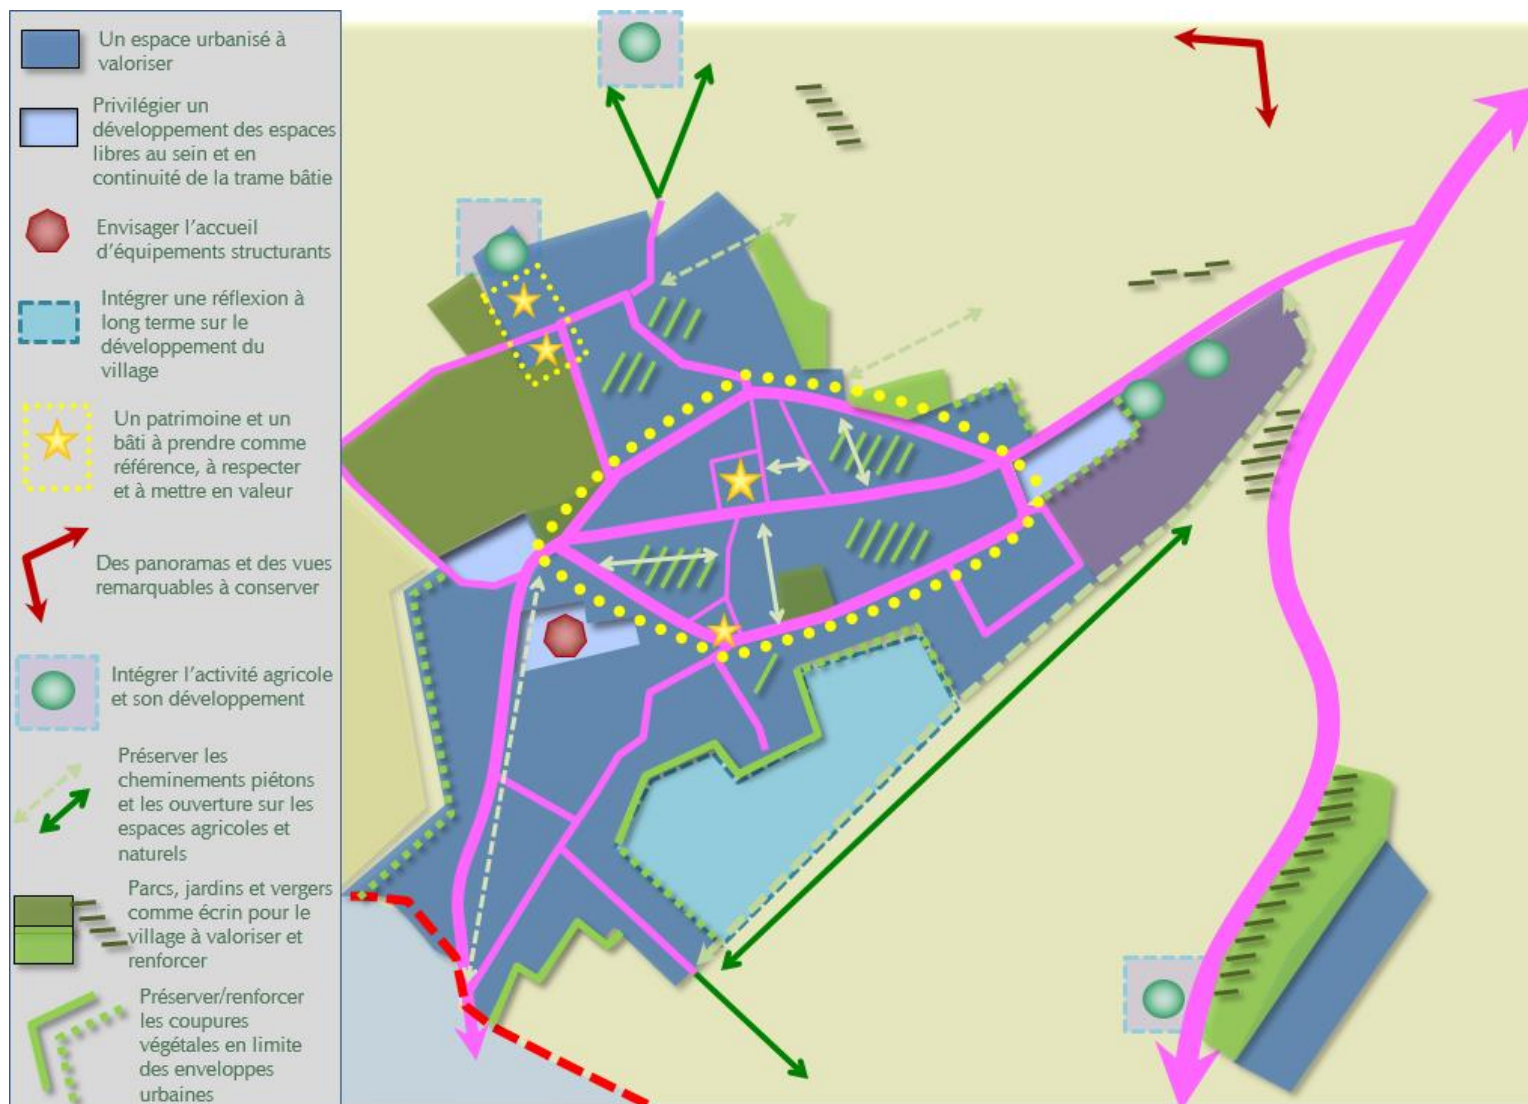 Un espace urbanisé à
valoriser
Privilégier un
développement des espaces
libres au sein et en
continuité de la trame bâtie
Envisager l'accueil
d'équipements structurants
Intégrer une réflexion à
long terme sur le
développement du
village
Un patrimoine et un
bâti à prendre comme
référence, à respecter
et à mettre en valeur
Des panoramas et des vues
remarquables à conserver
Intégrer l'activité agricole
et son développement
Préserver les
cheminements piétons
et les ouverture sur les
espaces agricoles et
naturels
Parcs, jardins et vergers
comme écrin pour le
village à valoriser et
renforcer
Préserver/renforcer
les coupures
végétales en limite
des enveloppes
urbaines